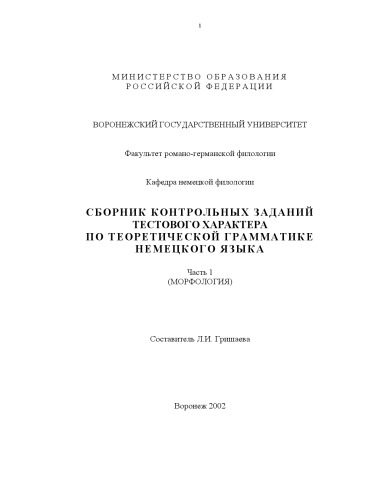 1
МИНИСТЕРСТВО ОБРАЗОВАНИЯ
РОССИЙСКОЙ ФЕДЕРАЦИИ
ВОРОНЕЖСКИЙ ГОСУДАРСТВЕННЫЙ УНИВЕРСИТЕТ
Факультет романо-германской филологии
Кафедра немецкой филологии
СБОРНИК КОНТРОЛЬНЫХ ЗАДАНИЙ
ТЕСТОВОГО ХАРАКТЕРА
ПО ТЕОРЕТИЧЕСКОЙ ГРАММАТИКЕ
НЕМЕЦКОГО ЯЗЫКА
Часть 1
(МОРФОЛОГИЯ)
Составитель Л.И. Гришаева
Воронеж 2002